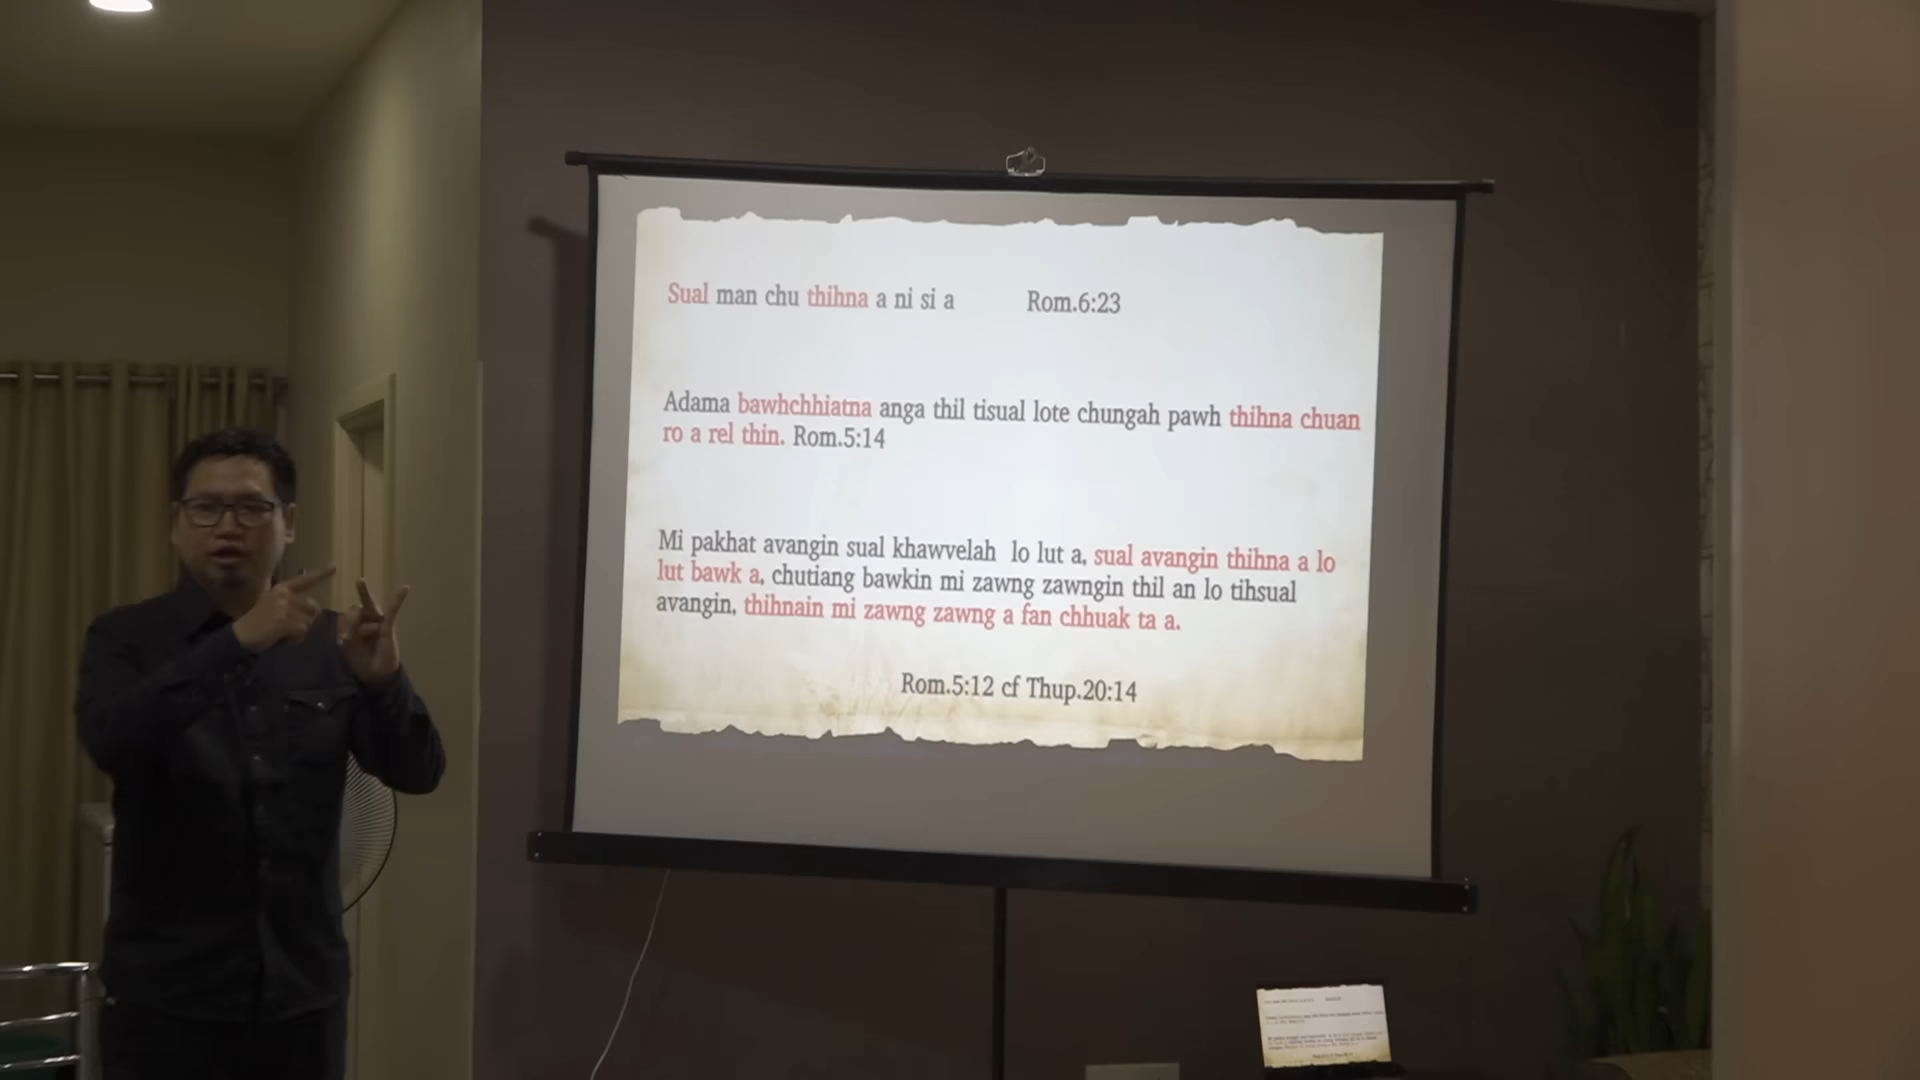 Sual man chu thihna a ni si a Rom.6:23
Adama bawhchhiatna anga thil tisual lote chungah pawh thihna chuan
ro a rel thin. Rom.5:14
Mi pakhat avangin sual khawvelah lo lut a, sual avangin thihna a lo
lut bawk a, chutiang bawkin mi zawng zawngin thil an lo tihsual
avangin, thihnain mi zawng zawng a fan chhuak ta a.
Rom.5:12 cf Thup.20:14